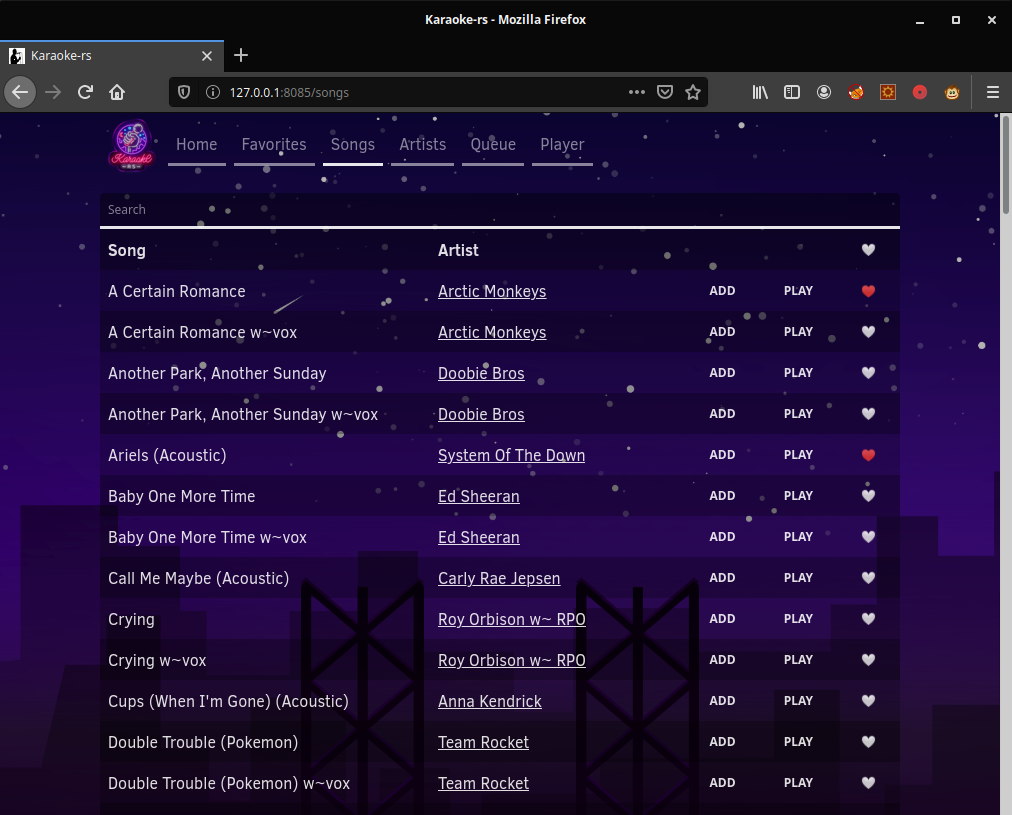 Karaoke-rs - Mozilla Firefox
Karaoke-rs
127.0.0.1:8085/songs
Karaoke
Home Favorites Songs Artists Queue Player
Search
Song Artist
A Certain Romance Arctic Monkeys ADD PLAY
A Certain Romance w~vox Arctic Monkeys ADD PLAY
Another Park, Another Sunday Doobie Bros ADD PLAY
Another Park, Another Sunday w~vox Doobie Bros ADD PLAY
Ariels (Acoustic) System Of The Down ADD PLAY
Baby One More Time Ed Sheeran ADD PLAY
Baby One More Time w~vox Ed Sheeran ADD PLAY
Call Me Maybe (Acoustic) Carly Rae Jepsen ADD PLAY
Crying Roy Orbison w~ RPO ADD PLAY
Crying w~vox Roy Orbison w~ RPO ADD PLAY
Cups (When I'm Gone) (Acoustic) Anna Kendrick ADD PLAY
Double Trouble (Pokemon) Team Rocket ADD PLAY
Double Trouble (Pokemon) w~vox Team Rocket ADD PLAY